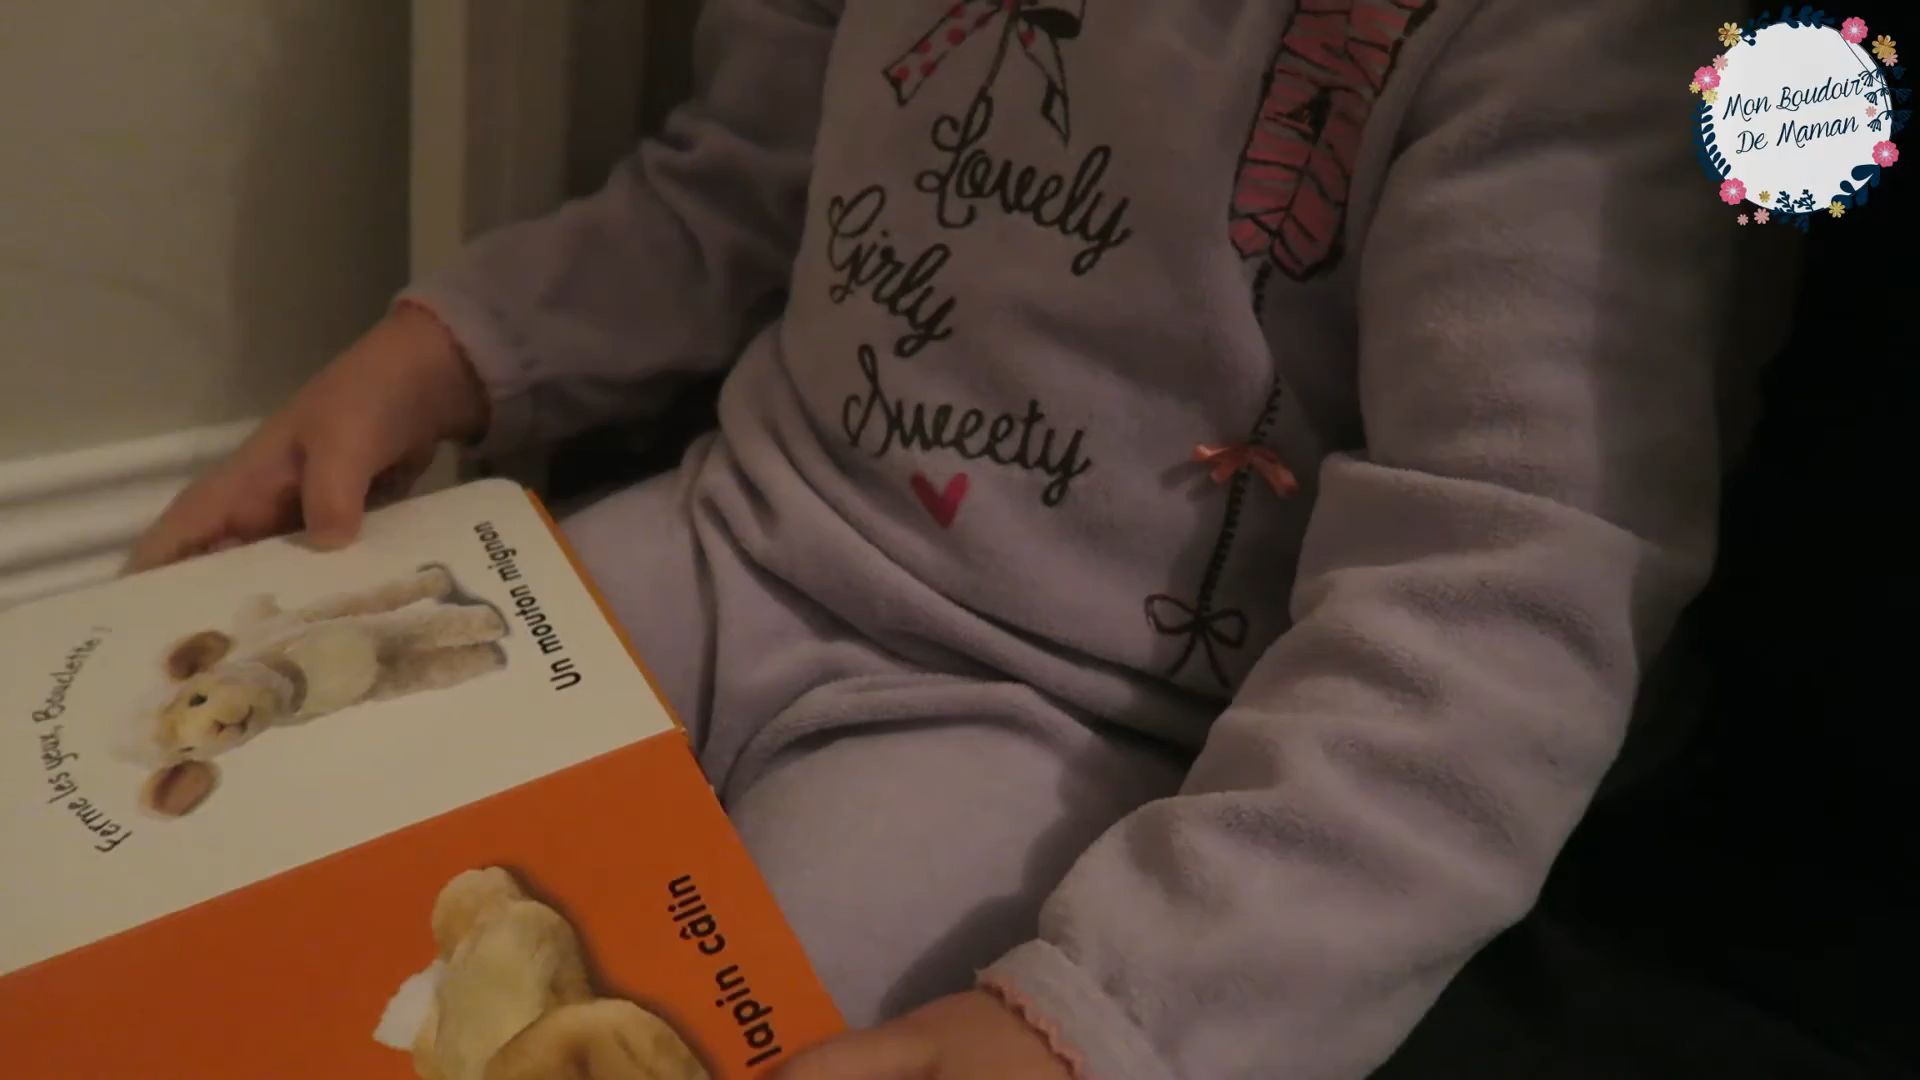 Mon Boudoir
De Maman
Lovely
Girly
Sweety
Un mouton mignon
Ferme les yeux, Bouclette !
lapin câlin